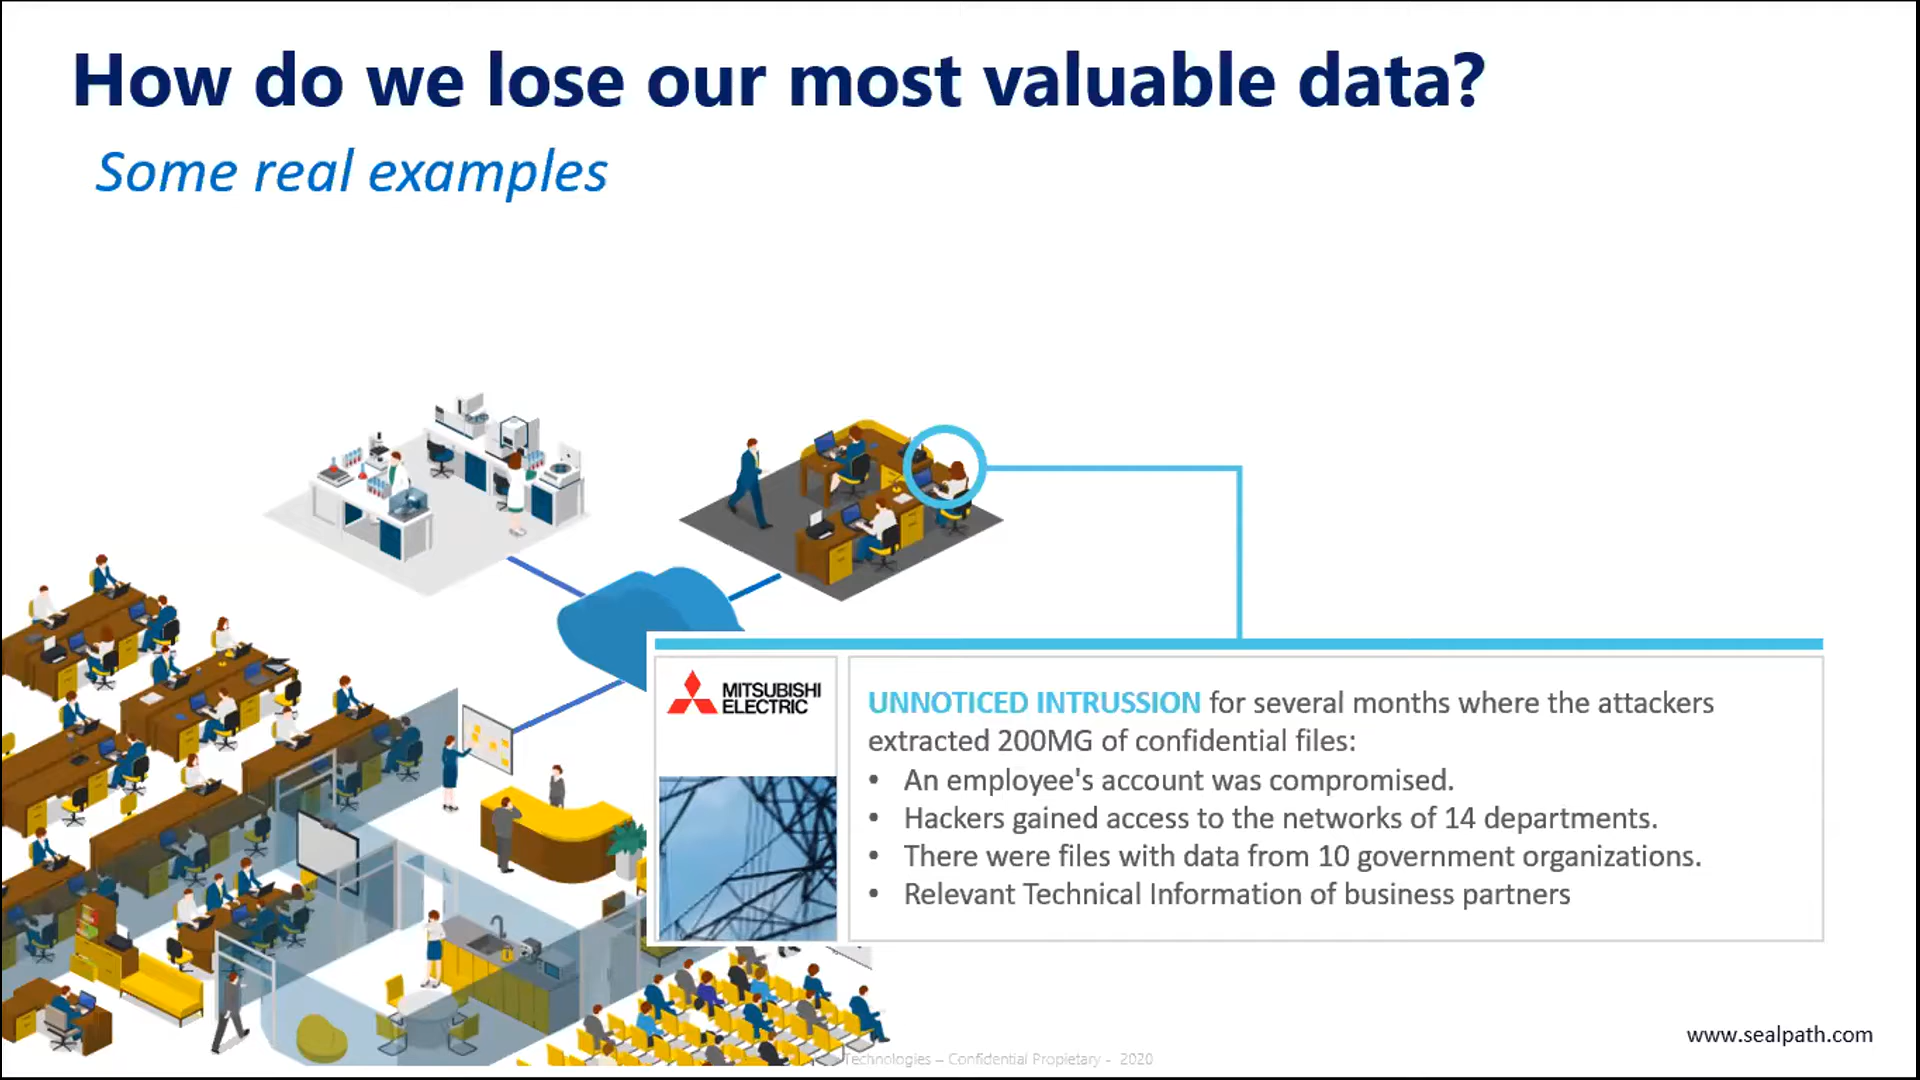 How do we lose our most valuable data?
Some real examples
MITSUBISHI
ELECTRIC
UNNOTICED INTRUSSION for several months where the attackers
extracted 200MG of confidential files:
• An employee's account was compromised.
• Hackers gained access to the networks of 14 departments.
• There were files with data from 10 government organizations.
• Relevant Technical Information of business partners
www.sealpath.com
Technologies – Confidential Propietary - 2020